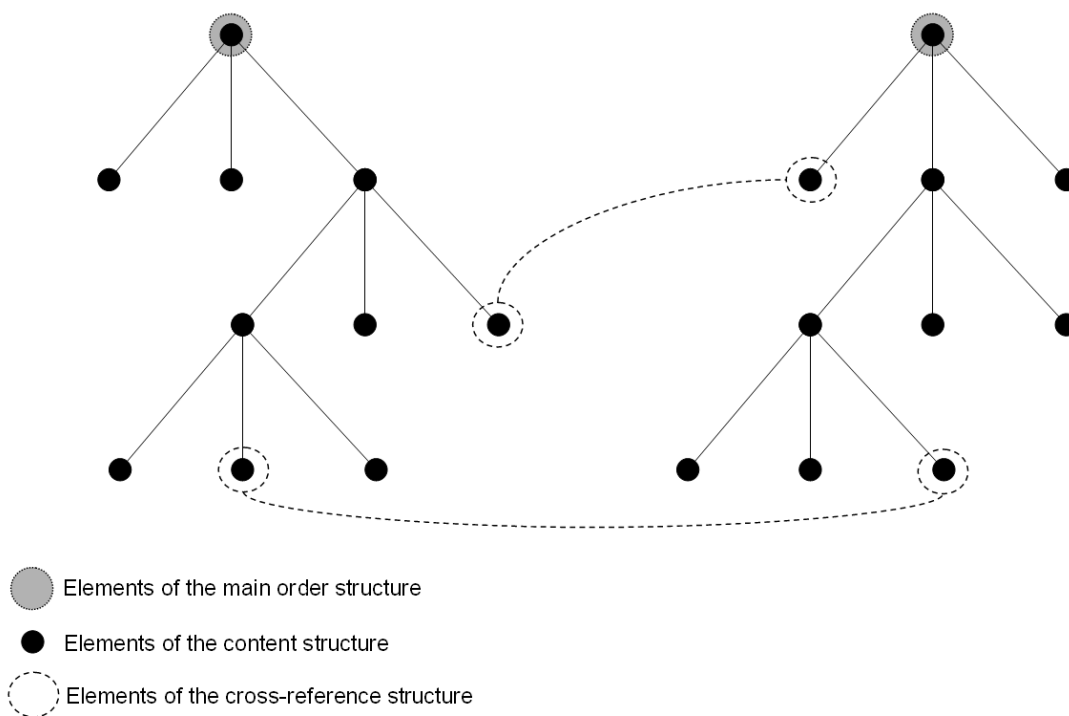 Elements of the main order structure
Elements of the content structure
Elements of the cross-reference structure